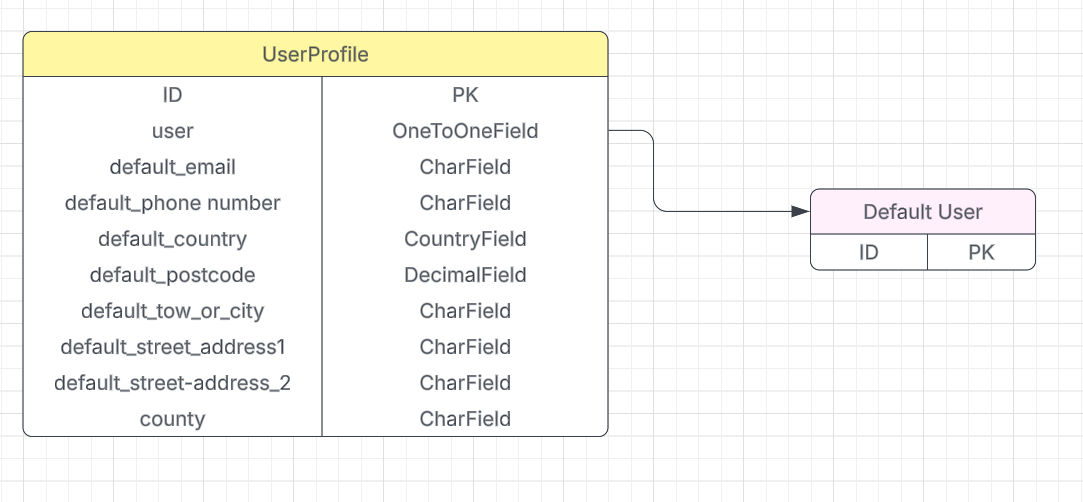 UserProfile
ID PK
user OneToOneField
default_email CharField
default_phone number CharField
default_country CountryField
default_postcode DecimalField
default_tow_or_city CharField
default_street_address1 CharField
default_street-address_2 CharField
county CharField
Default User
ID PK